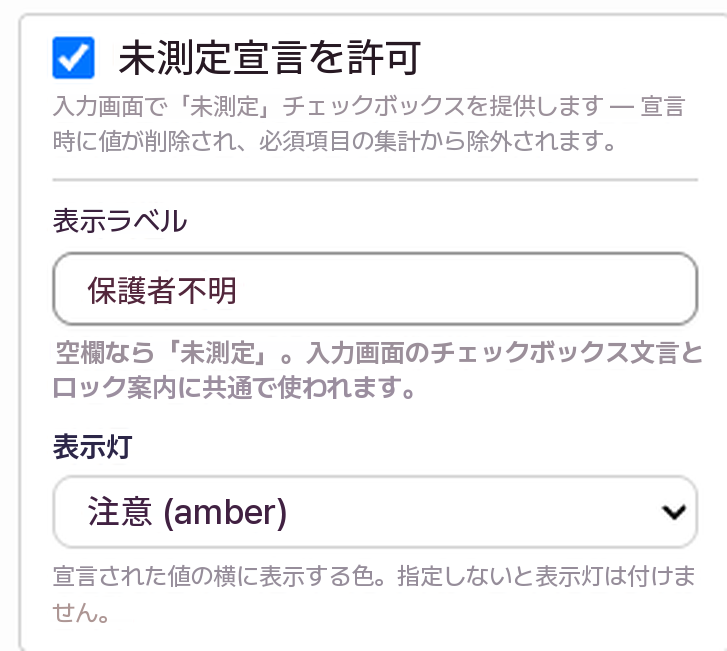 未測定宣言を許可
入力画面で「未測定」チェックボックスを提供します — 宣言
時に値が削除され、必須項目の集計から除外されます。
表示ラベル
保護者不明
空欄なら「未測定」。入力画面のチェックボックス文言と
ロック案内に共通で使われます。
表示灯
注意 (amber)
宣言された値の横に表示する色。指定しないと表示灯は付けま
せん。